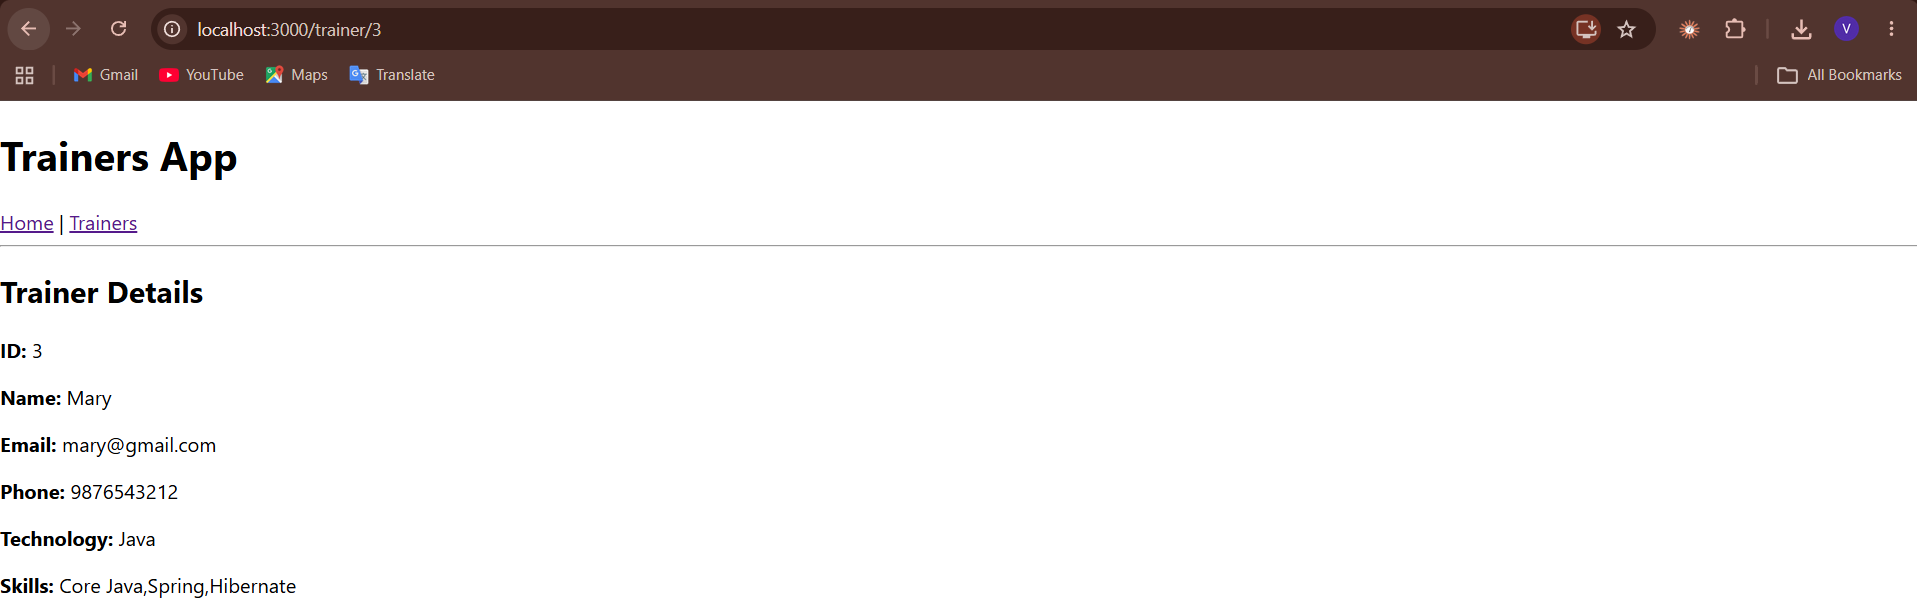 localhost:3000/trainer/3
V
Gmail YouTube Maps Translate All Bookmarks
Trainers App
Home | Trainers
Trainer Details
ID: 3
Name: Mary
Email: mary@gmail.com
Phone: 9876543212
Technology: Java
Skills: Core Java,Spring,Hibernate